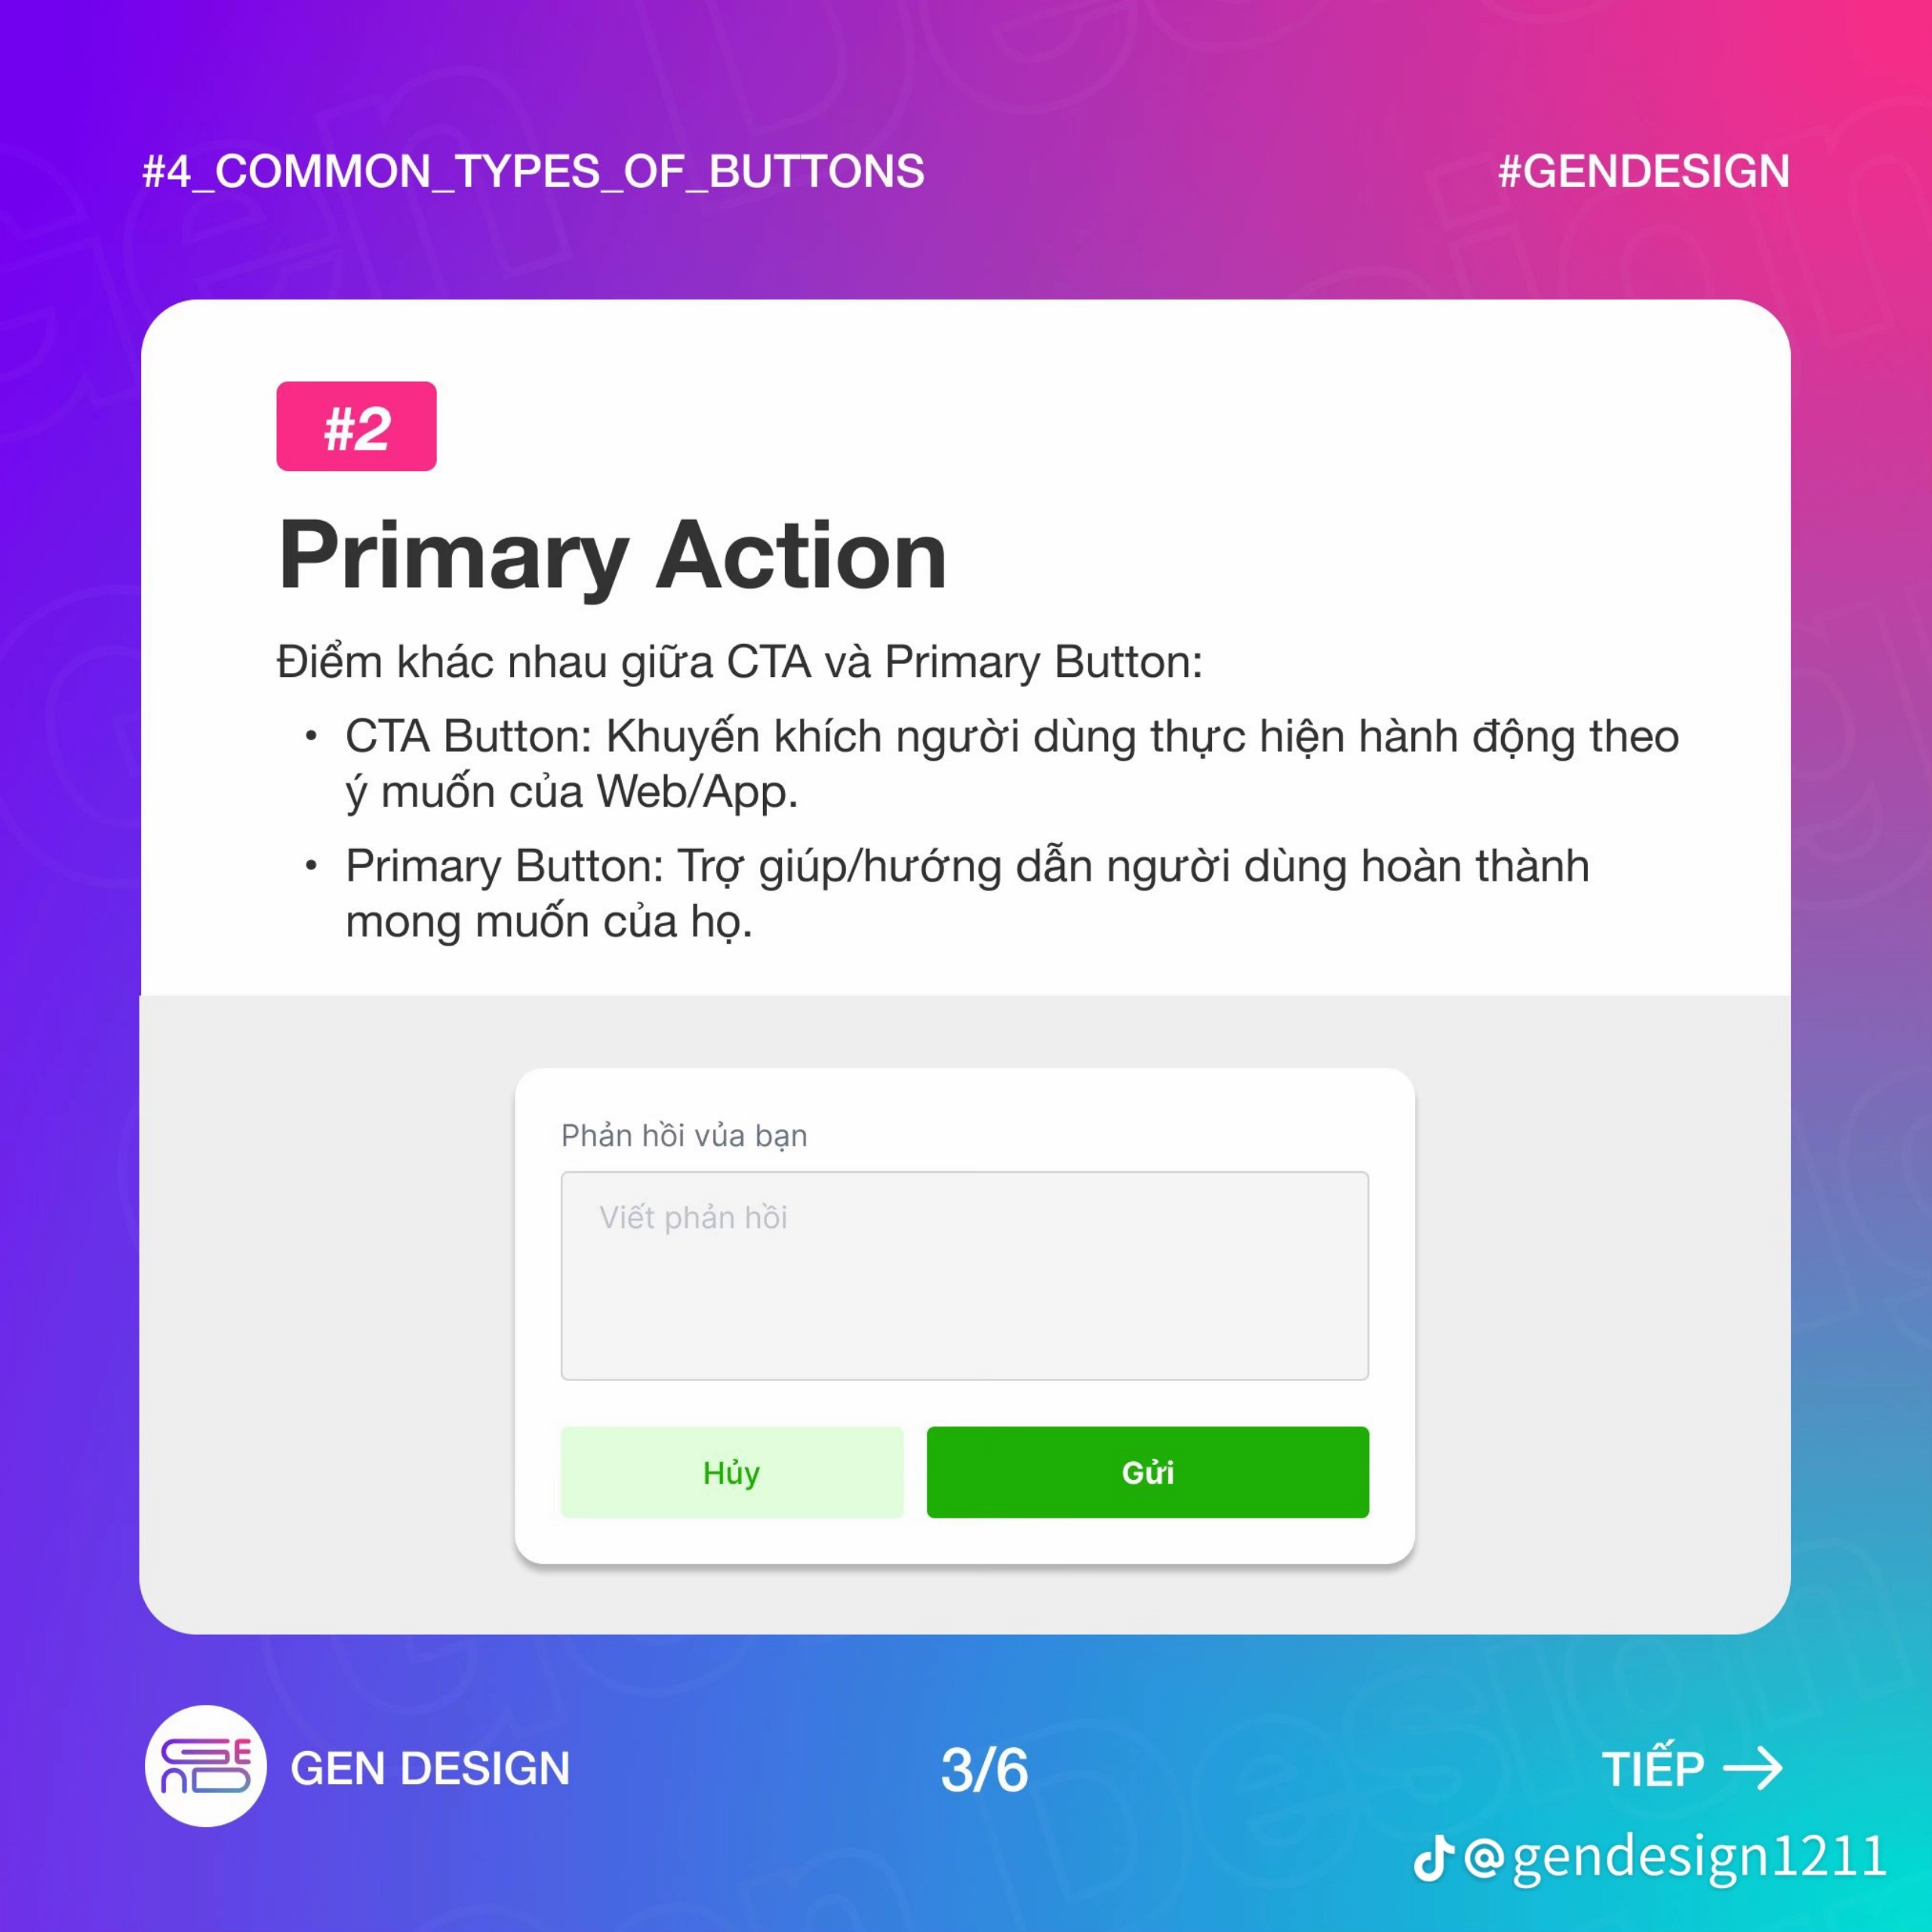 #4_COMMON_TYPES_OF_BUTTONS
#GENDESIGN
#2
Primary Action
Điểm khác nhau giữa CTA và Primary Button:
• CTA Button: Khuyến khích người dùng thực hiện hành động theo
ý muốn của Web/App.
• Primary Button: Trợ giúp/hướng dẫn người dùng hoàn thành
mong muốn của họ.
Phản hồi vủa bạn
Viết phản hồi
Hủy
Gửi
GEN DESIGN
3/6
TIẾP →
@gendesign1211